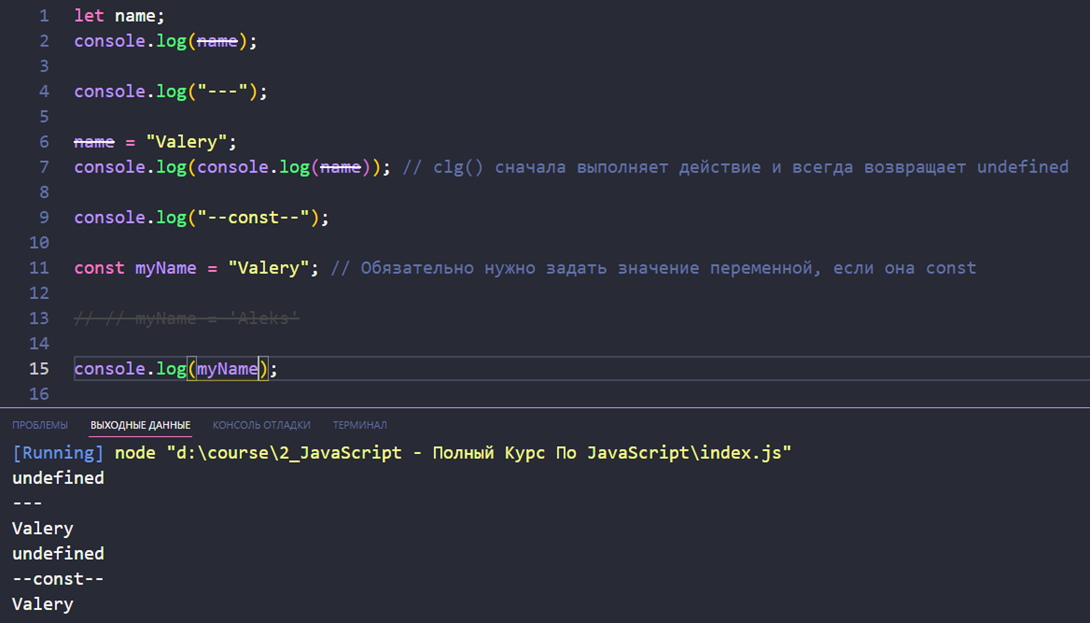 1 let name;
2 console.log(name);
3
4 console.log("---");
5
6 name = "Valery";
7 console.log(console.log(name)); // clg() сначала выполняет действие и всегда возвращает undefined
8
9 console.log("--const--");
10
11 const myName = "Valery"; // Обязательно нужно задать значение переменной, если она const
12
13 // // myName = 'Aleks'
14
15 console.log(myName);
16
ПРОБЛЕМЫ ВЫХОДНЫЕ ДАННЫЕ КОНСОЛЬ ОТЛАДКИ ТЕРМИНАЛ
[Running] node "d:\course\2_JavaScript - Полный Курс По JavaScript\index.js"
undefined
---
Valery
undefined
--const--
Valery